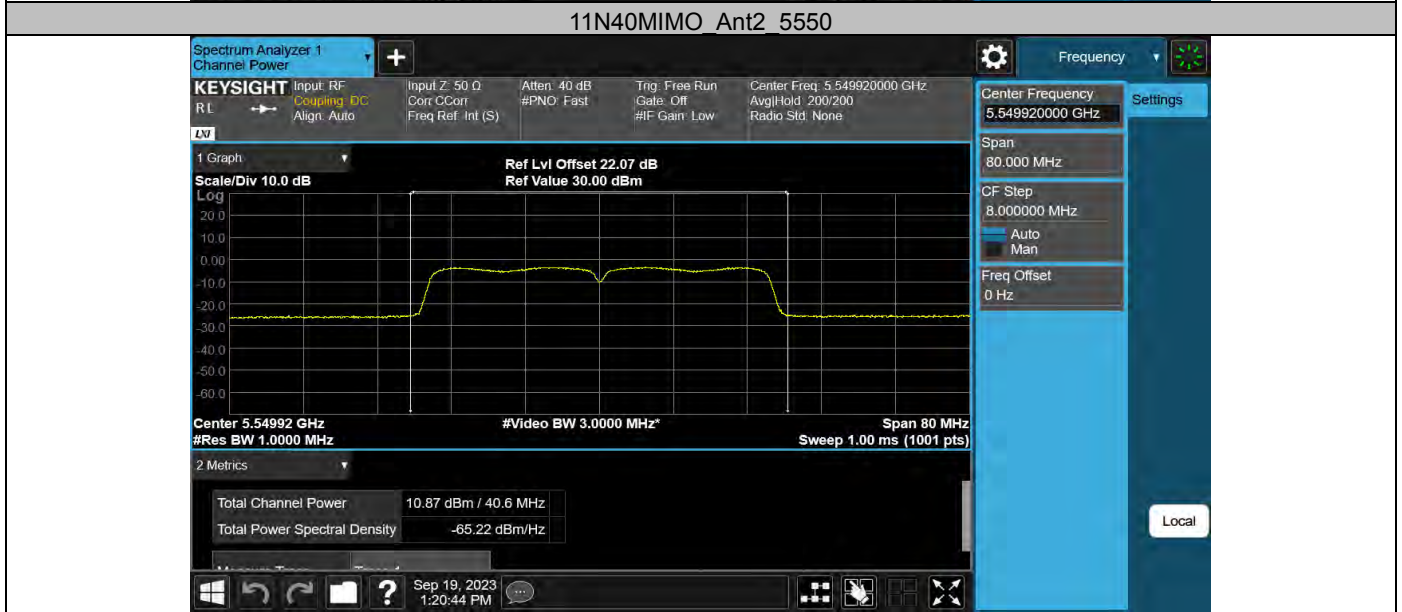 11N40MIMO_Ant2_5550
Spectrum Analyzer 1
Channel Power
+
Frequency
KEYSIGHT
RL
LXI
Input: RF
Coupling: DC
Align: Auto
Input Z: 50 Ω
Corr CCorr
Freq Ref: Int (S)
Atten: 40 dB
#PNO: Fast
Trig: Free Run
Gate: Off
#IF Gain: Low
Center Freq: 5.549920000 GHz
Avg|Hold: 200/200
Radio Std: None
Center Frequency
5.549920000 GHz
Settings
Span
80.000 MHz
CF Step
8.000000 MHz
Auto
Man
Freq Offset
0 Hz
1 Graph
Ref Lvl Offset 22.07 dB
Scale/Div 10.0 dB
Ref Value 30.00 dBm
Log
20.0
10.0
0.00
-10.0
-20.0
-30.0
-40.0
-50.0
-60.0
Center 5.54992 GHz
#Video BW 3.0000 MHz*
Span 80 MHz
#Res BW 1.0000 MHz
Sweep 1.00 ms (1001 pts)
2 Metrics
Total Channel Power 10.87 dBm / 40.6 MHz
Total Power Spectral Density -65.22 dBm/Hz
Local
?
Sep 19, 2023
1:20:44 PM